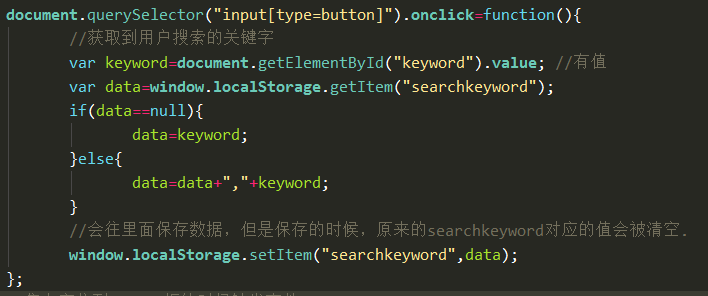 document.querySelector("input[type=button]").onclick=function(){
//获取到用户搜索的关键字
var keyword=document.getElementById("keyword").value; //有值
var data=window.localStorage.getItem("searchkeyword");
if(data==null){
data=keyword;
}else{
data=data+","+keyword;
}
//会往里面保存数据，但是保存的时候，原来的searchkeyword对应的值会被清空.
window.localStorage.setItem("searchkeyword",data);
};